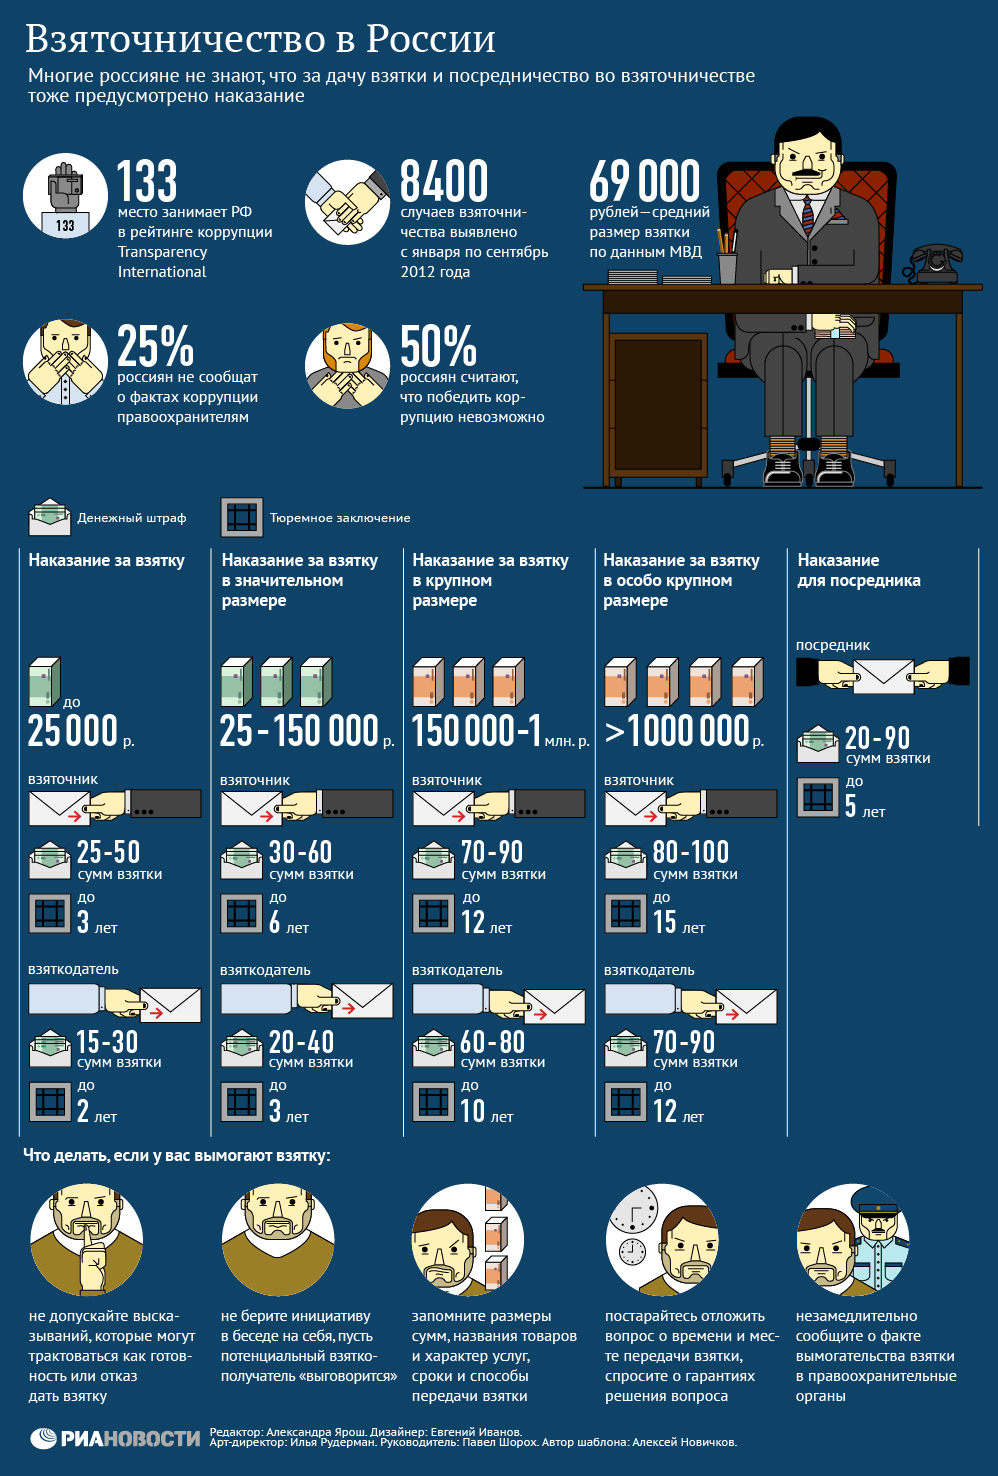 Взяточничество в России
Многие россияне не знают, что за дачу взятки и посредничество во взяточничестве
тоже предусмотрено наказание
133
133
место занимает РФ
в рейтинге коррупции
Transparency
International
8400
случаев взяточни-
чества выявлено
с января по сентябрь
2012 года
69 000
рублей—средний
размер взятки
по данным МВД
25%
россиян не сообщат
о фактах коррупции
правоохранителям
50%
россиян считают,
что победить кор-
рупцию невозможно
Денежный штраф
Тюремное заключение
Наказание за взятку
до
25 000 р.
взяточник
25-50
сумм взятки
до
3 лет
взяткодатель
15-30
сумм взятки
до
2 лет
Наказание за взятку
в значительном
размере
25-150 000 р.
взяточник
30-60
сумм взятки
до
6 лет
взяткодатель
20-40
сумм взятки
до
3 лет
Наказание за взятку
в крупном
размере
150 000-1 млн. р.
взяточник
70-90
сумм взятки
до
12 лет
взяткодатель
60-80
сумм взятки
до
10 лет
Наказание за взятку
в особо крупном
размере
>1000 000 р.
взяточник
80-100
сумм взятки
до
15 лет
взяткодатель
70-90
сумм взятки
до
12 лет
Наказание
для посредника
посредник
20-90
сумм взятки
до
5 лет
Что делать, если у вас вымогают взятку:
не допускайте выска-
зываний, которые могут
трактоваться как готов-
ность или отказ
дать взятку
не берите инициативу
в беседе на себя, пусть
потенциальный взятко-
получатель «выговорится»
запомните размеры
сумм, названия товаров
и характер услуг,
сроки и способы
передачи взятки
постарайтесь отложить
вопрос о времени и мес-
те передачи взятки,
спросите о гарантиях
решения вопроса
незамедлительно
сообщите о факте
вымогательства взятки
в правоохранительные
органы
РИАНОВОСТИ
Редактор: Александра Ярош. Дизайнер: Евгений Иванов.
Арт-директор: Илья Рудерман. Руководитель: Павел Шорох. Автор шаблона: Алексей Новичков.